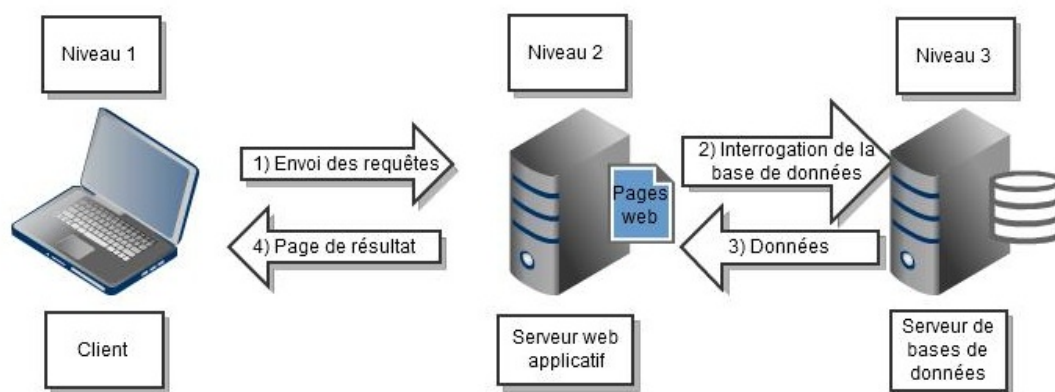 Niveau 1
Niveau 2
Niveau 3
1) Envoi des requêtes
2) Interrogation de la
base de données
Pages
web
4) Page de résultat
3) Données
Client
Serveur web
applicatif
Serveur de
bases de
données